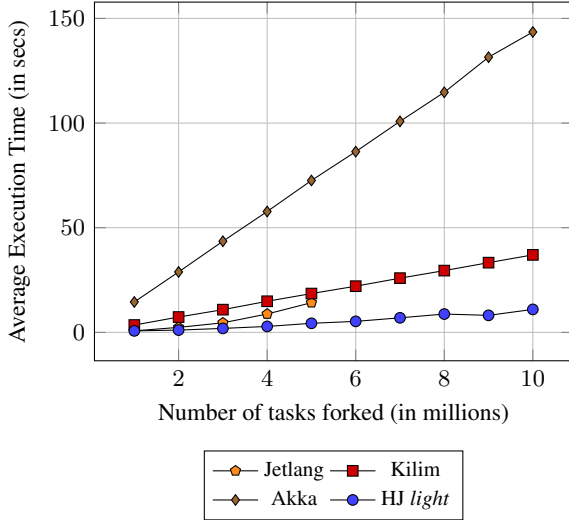 150
100
50
0
Average Execution Time (in secs)
2 4 6 8 10
Number of tasks forked (in millions)
Jetlang Kilim
Akka HJ light